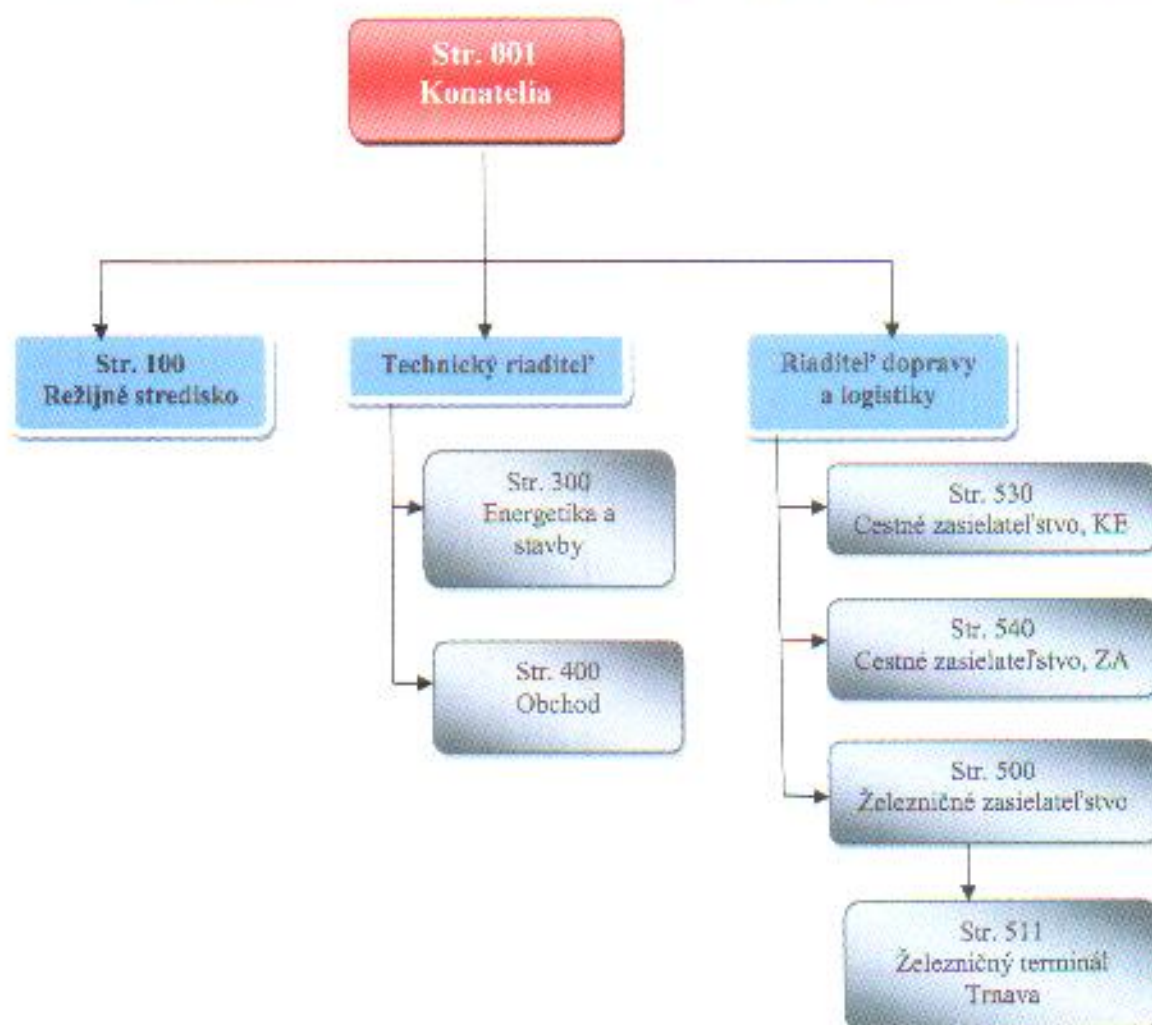 Str. 001
Konatelia
Str. 100
Režijné stredisko
Technický riaditeľ
Riaditeľ dopravy
a logistiky
Str. 300
Energetika a
stavby
Str. 400
Obchod
Str. 530
Cestné zasielateľstvo, KE
Str. 540
Cestné zasielateľstvo, ZA
Str. 500
Železničné zasielateľstvo
Str. 511
Železničný terminál
Trnava